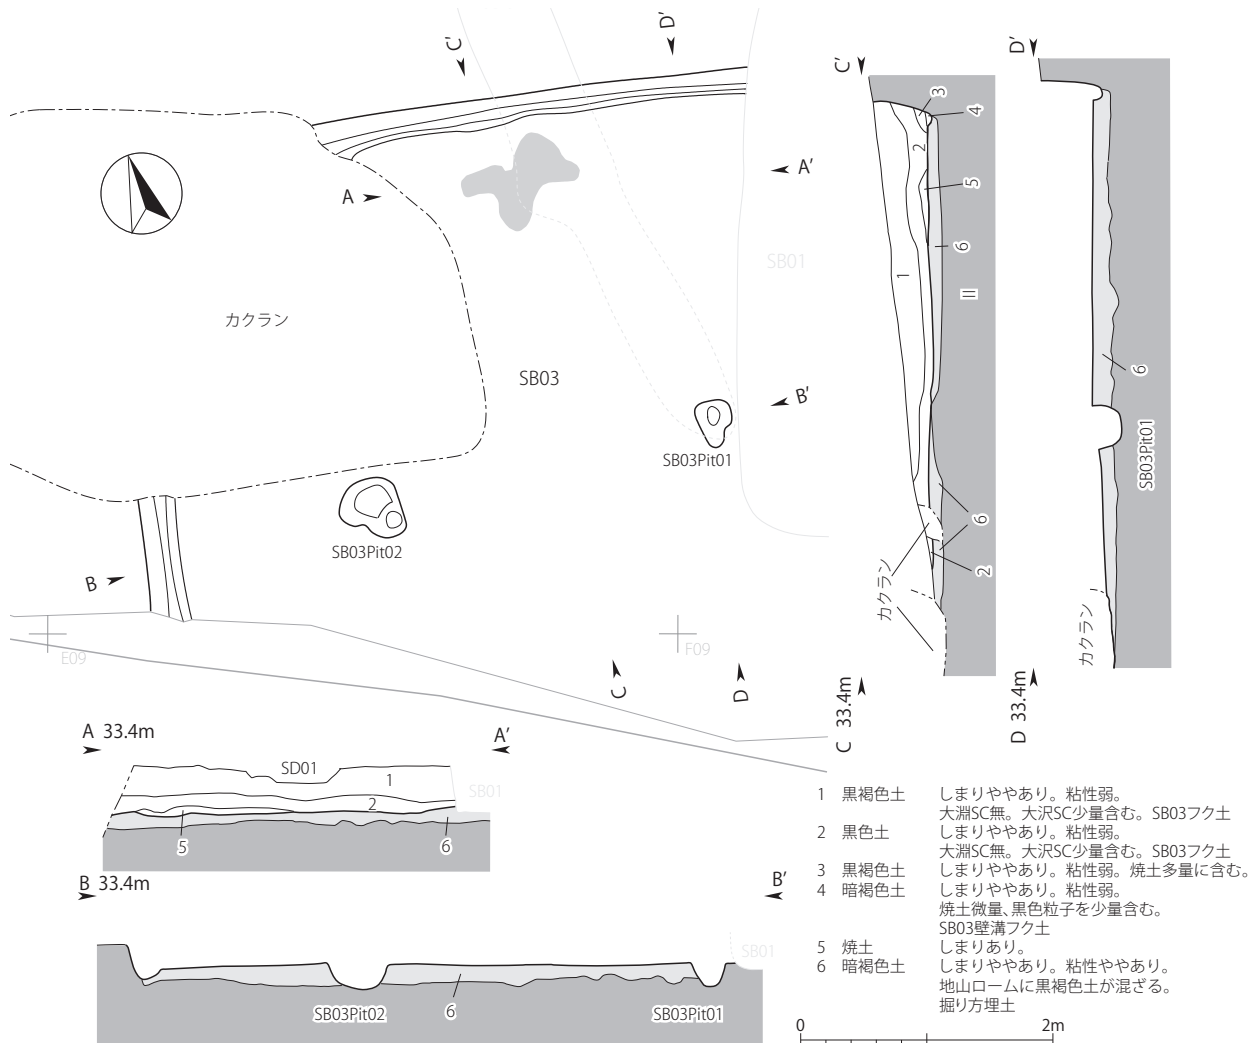 C'
D'
A
A'
SB01
カクラン
SB03
B'
SB03Pit01
SB03Pit02
B
E09
F09
C
D
C'
3
4
2
5
6
1
II
6
2
カクラン
C 33.4m
D'
6
SB03Pit01
カクラン
D 33.4m
A 33.4m
A'
SD01
1
2
SB01
5
6
B 33.4m
B'
SB01
SB03Pit02
6
SB03Pit01
1 黒褐色土 しまりややあり。粘性弱。
大淵SC無。大沢SC少量含む。SB03フク土
2 黒色土 しまりややあり。粘性弱。
大淵SC無。大沢SC少量含む。SB03フク土
3 黒褐色土 しまりややあり。粘性弱。焼土多量に含む。
4 暗褐色土 しまりややあり。粘性弱。
焼土微量、黒色粒子を少量含む。
SB03壁溝フク土
5 焼土 しまりあり。
6 暗褐色土 しまりややあり。粘性ややあり。
地山ロームに黒褐色土が混ざる。
掘り方埋土
0 2m